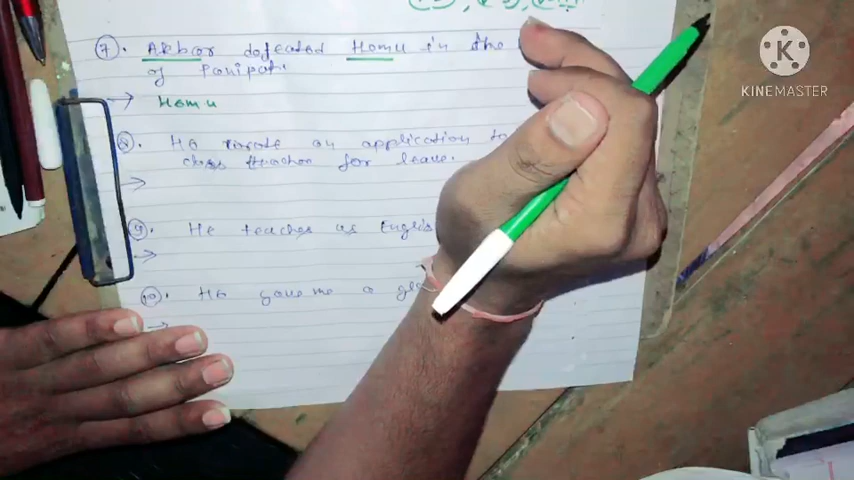 7. Akbar defeated Homu in the
of Panipat.
→ Homu
8. He wrote an application to
class teacher for leave.
→
9. He teaches us English
→
10. He gave me a
→
K
KINEMASTER